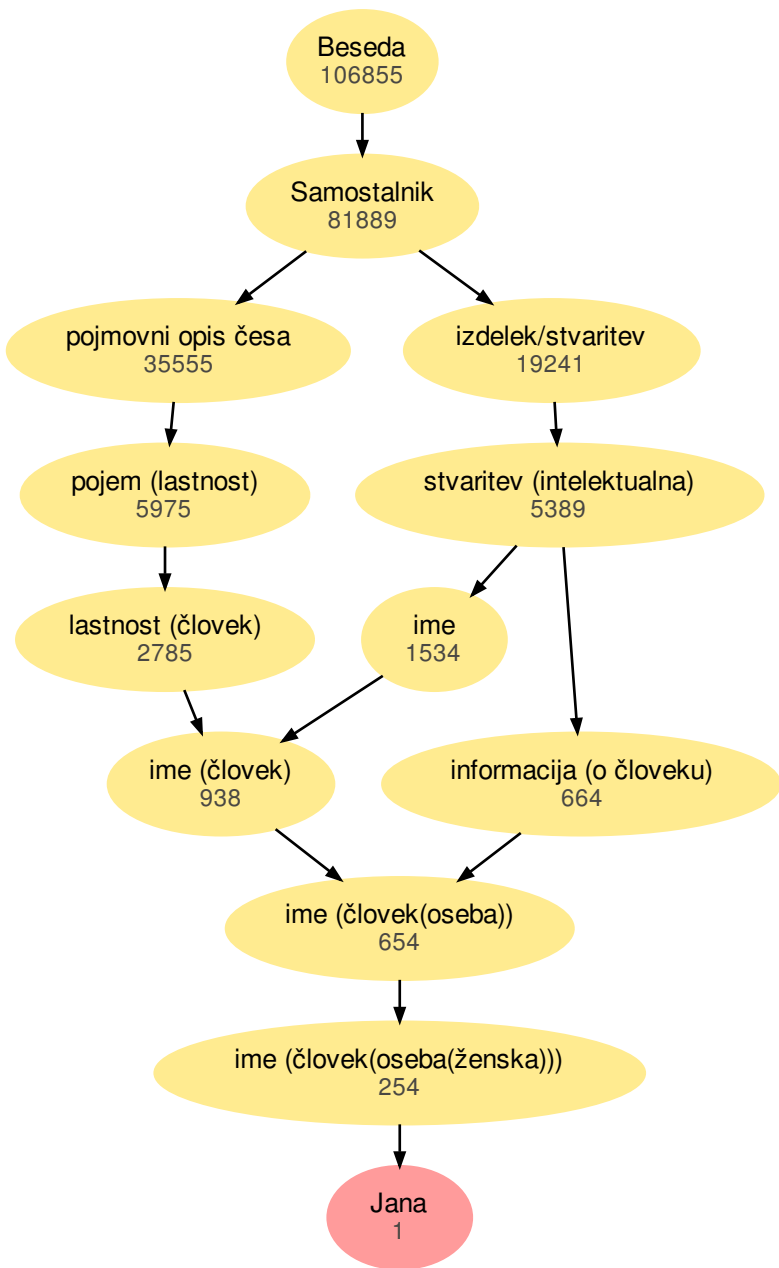 Beseda
106855
Samostalnik
81889
pojmovni opis česa
35555
izdelek/stvaritev
19241
pojem (lastnost)
5975
stvaritev (intelektualna)
5389
lastnost (človek)
2785
ime
1534
ime (človek)
938
informacija (o človeku)
664
ime (človek(oseba))
654
ime (človek(oseba(ženska)))
254
Jana
1